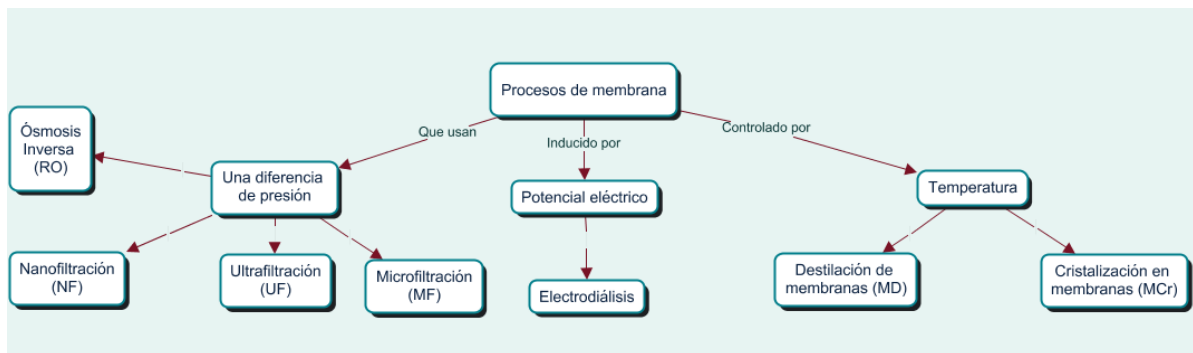 Procesos de membrana
Que usan
Inducido por
Controlado por
Ósmosis
Inversa
(RO)
Una diferencia
de presión
Potencial eléctrico
Temperatura
Nanofiltración
(NF)
Ultrafiltración
(UF)
Microfiltración
(MF)
Electrodiálisis
Destilación de
membranas (MD)
Cristalización en
membranas (MCr)